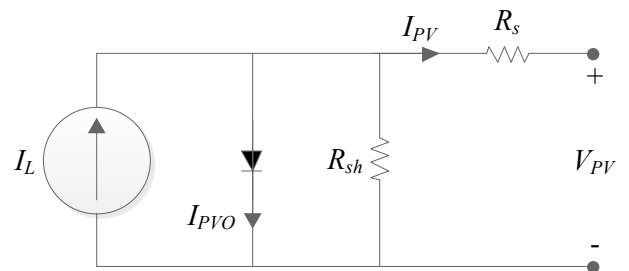 I_PV
R_s
+
I_L
R_sh
V_PV
I_PVO
-